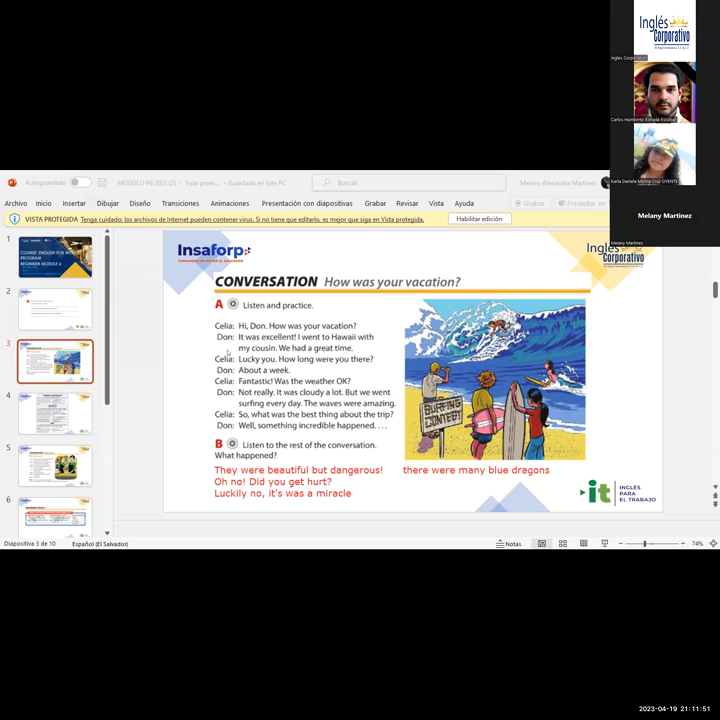 Inglés
Corporativo
Ingles Corporativo
Carlos Humberto Estrada Escobar
Karla Daniela Molina Cruz OYENTE
Melany Martinez
Melany Martinez
Autoguardado
MODULO P6 2023 (2) - Vista prote... • Guardado en Este PC
Buscar
Melany Alexandra Martinez
Archivo Inicio Insertar Dibujar Diseño Transiciones Animaciones Presentación con diapositivas Grabar Revisar Vista Ayuda
Grabar
Presentar en
VISTA PROTEGIDA Tenga cuidado: los archivos de Internet pueden contener virus. Si no tiene que editarlo, es mejor que siga en Vista protegida.
Habilitar edición
1
2
3
4
5
6
Insaforp
Inglés
Corporativo
CONVERSATION How was your vacation?
A Listen and practice.
Celia: Hi, Don. How was your vacation?
Don: It was excellent! I went to Hawaii with
my cousin. We had a great time.
Celia: Lucky you. How long were you there?
Don: About a week.
Celia: Fantastic! Was the weather OK?
Don: Not really. It was cloudy a lot. But we went
surfing every day. The waves were amazing.
Celia: So, what was the best thing about the trip?
Don: Well, something incredible happened. . . .
SURFING
CONTEST
B Listen to the rest of the conversation.
What happened?
They were beautiful but dangerous! there were many blue dragons
Oh no! Did you get hurt?
Luckily no, it's was a miracle
it
INGLÉS
PARA
EL TRABAJO
Diapositiva 3 de 10 Español (El Salvador)
Notas
74%
2023-04-19 21:11:51